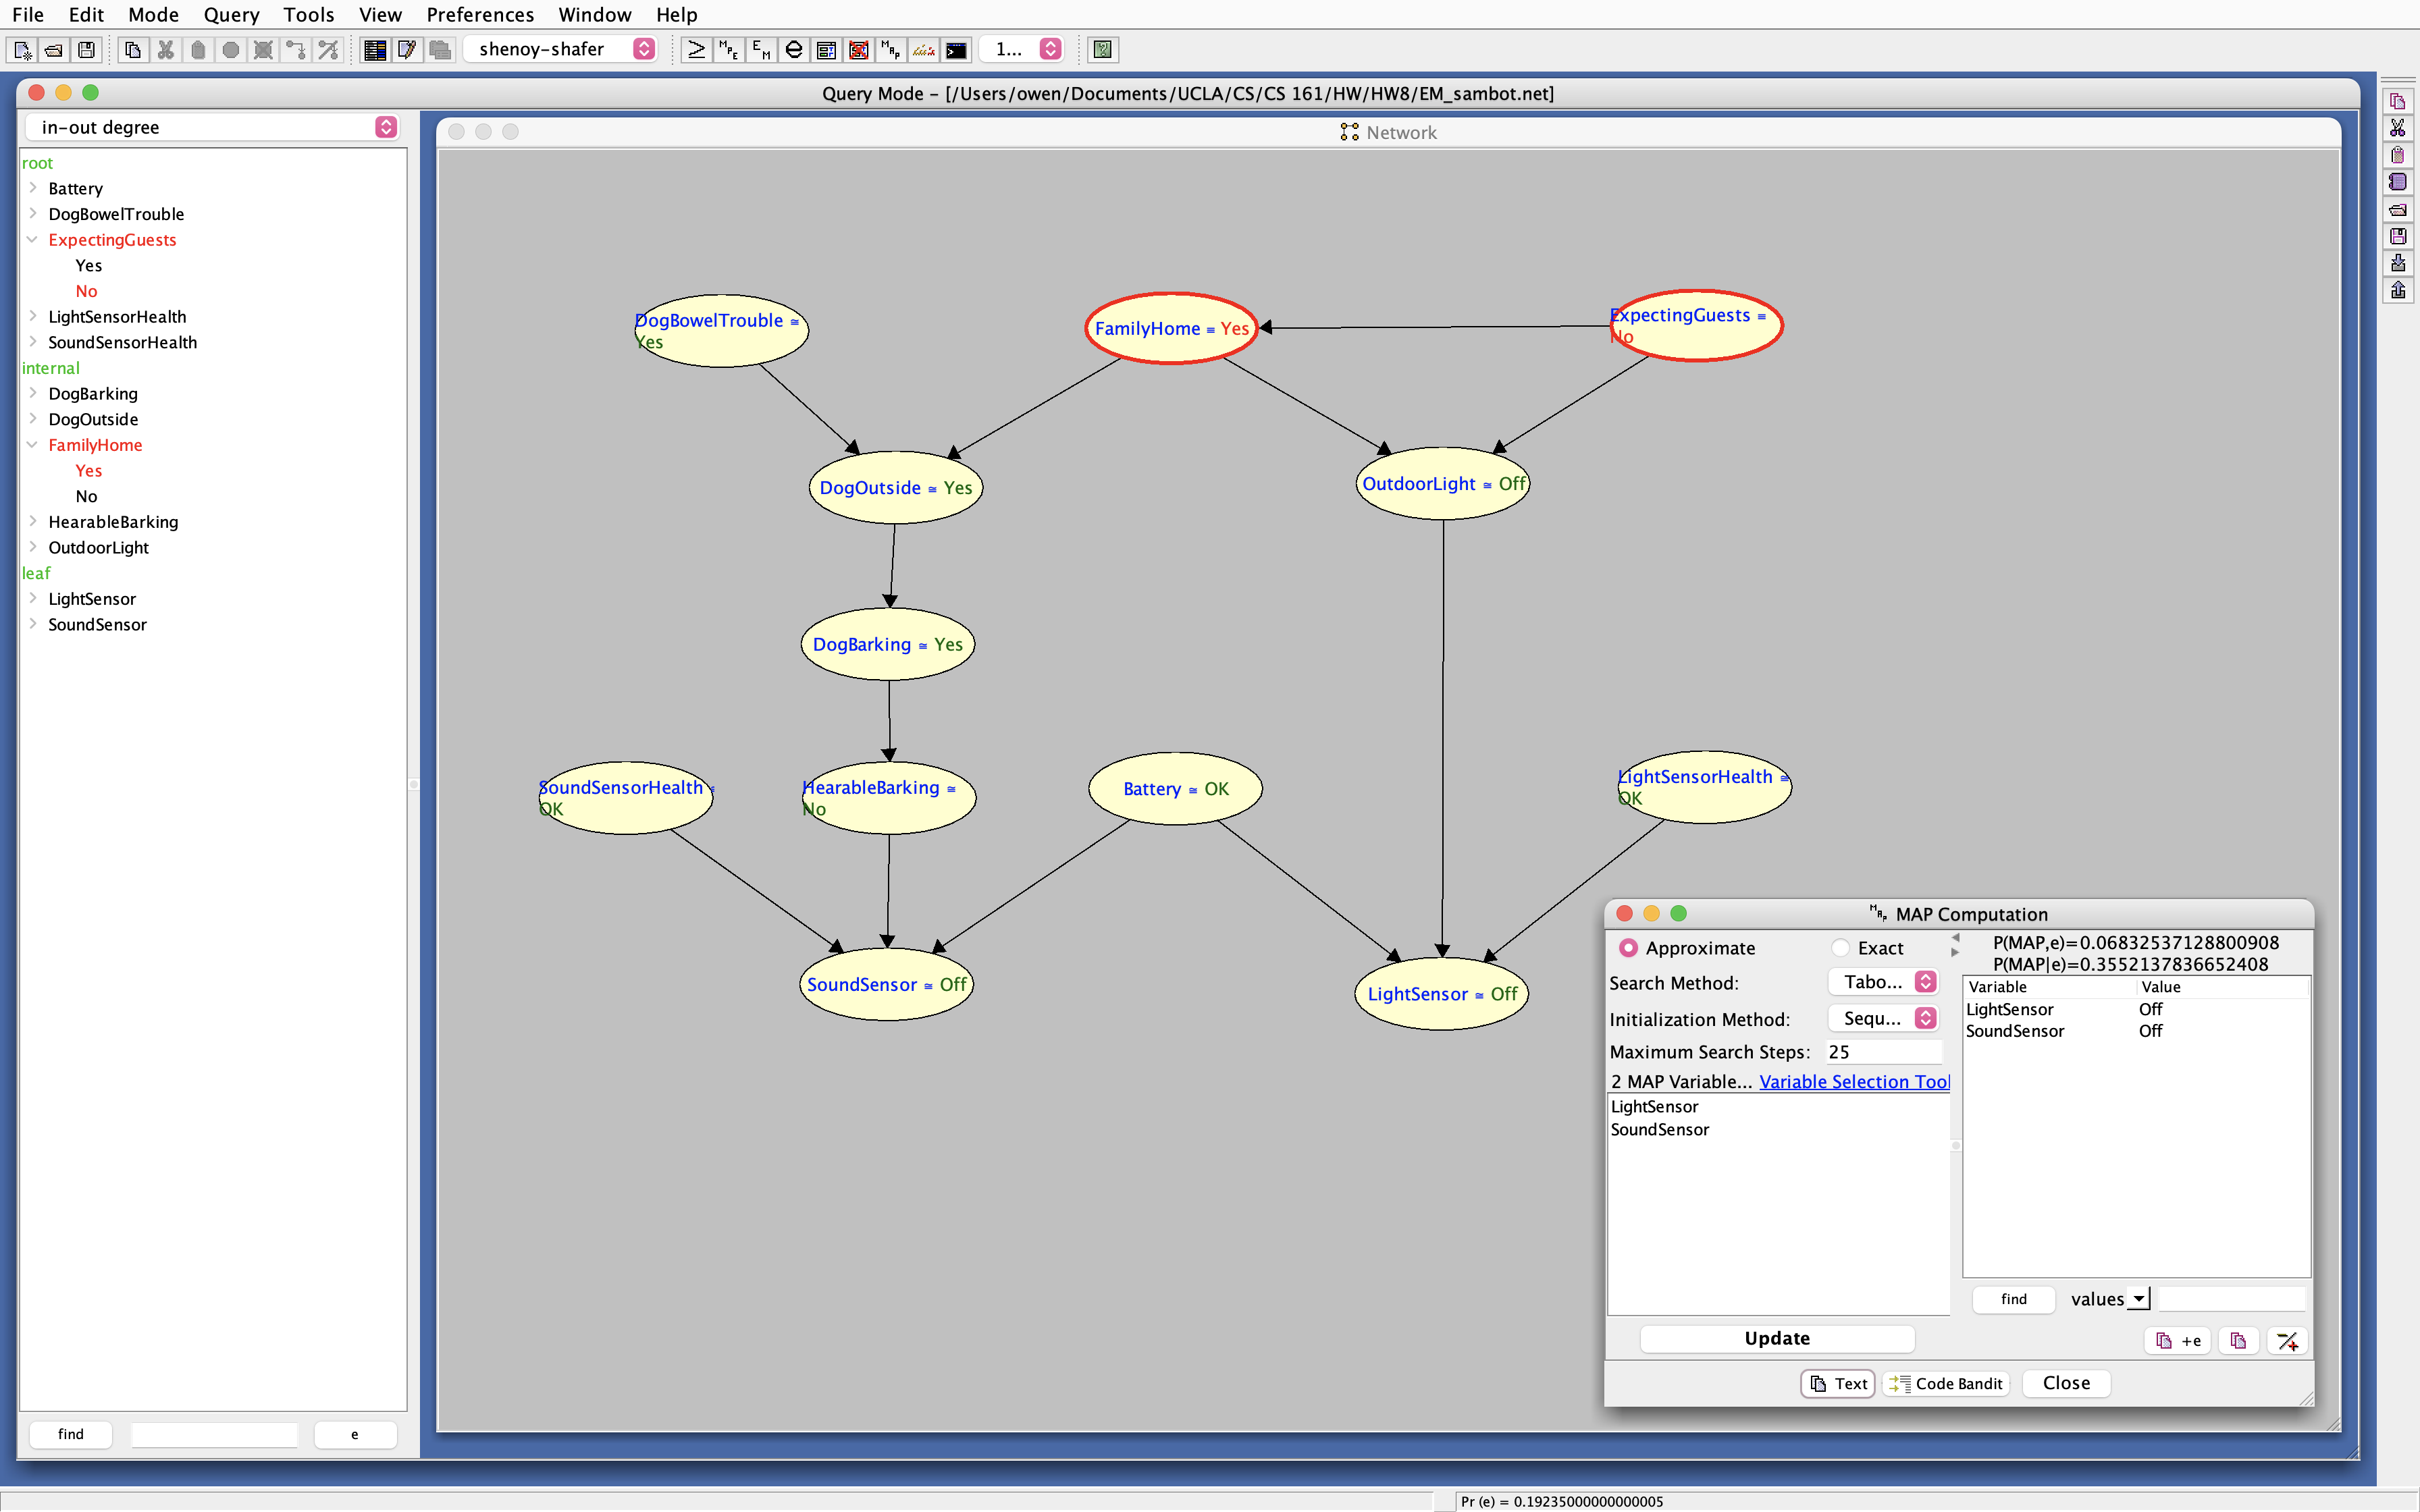 File Edit Mode Query Tools View Preferences Window Help
shenoy-shafer
1...
Query Mode – [/Users/owen/Documents/UCLA/CS/CS 161/HW/HW8/EM_sambot.net]
in-out degree
root
Battery
DogBowelTrouble
ExpectingGuests
Yes
No
LightSensorHealth
SoundSensorHealth
internal
DogBarking
DogOutside
FamilyHome
Yes
No
HearableBarking
OutdoorLight
leaf
LightSensor
SoundSensor
find
e
Network
DogBowelTrouble ≅
Yes
FamilyHome = Yes
ExpectingGuests =
No
DogOutside ≅ Yes
OutdoorLight ≅ Off
DogBarking ≅ Yes
SoundSensorHealth ≅
OK
HearableBarking ≅
No
Battery ≅ OK
LightSensorHealth ≅
OK
SoundSensor ≅ Off
LightSensor ≅ Off
MAP Computation
Approximate
Exact
Search Method:
Tabo...
Initialization Method:
Sequ...
Maximum Search Steps:
25
2 MAP Variable... Variable Selection Tool
LightSensor
SoundSensor
Update
P(MAP,e)=0.06832537128800908
P(MAP|e)=0.3552137836652408
Variable Value
LightSensor Off
SoundSensor Off
find
values
+e
Text
Code Bandit
Close
Pr (e) = 0.19235000000000005